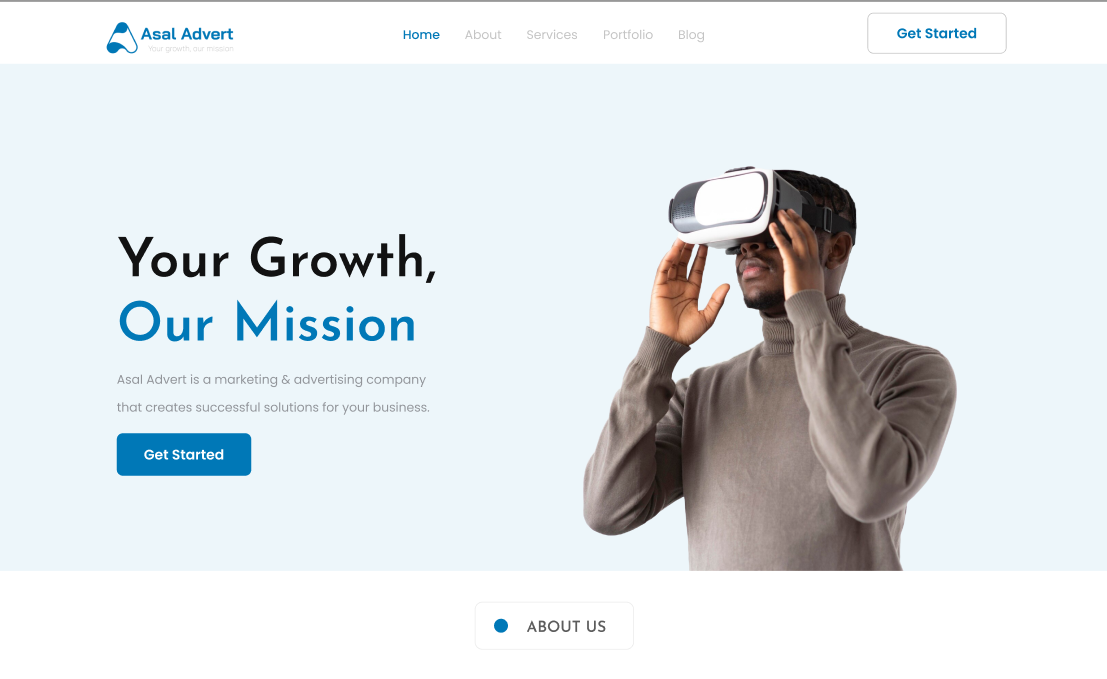 Asal Advert
Your growth, our mission
Home
About
Services
Portfolio
Blog
Get Started
Your Growth,
Our Mission
Asal Advert is a marketing & advertising company
that creates successful solutions for your business.
Get Started
ABOUT US